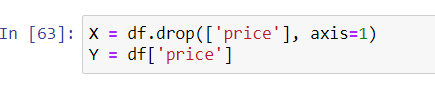 In [63]: X = df.drop(['price'], axis=1)
Y = df['price']